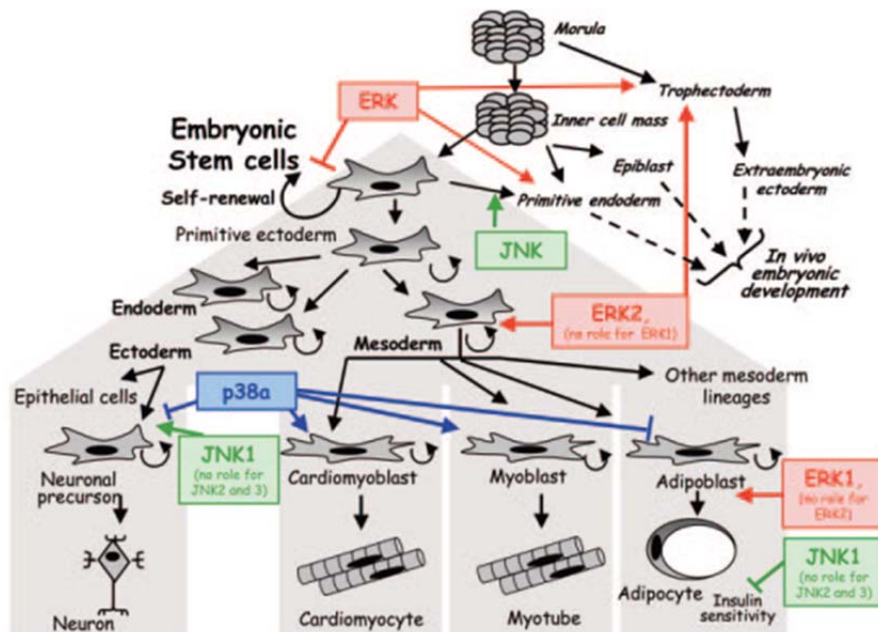 Morula
ERK
Trophectoderm
Inner cell mass
Embryonic
Stem cells
Epiblast
Extraembryonic
ectoderm
Self-renewal
Primitive endoderm
Primitive ectoderm
JNK
In vivo
embryonic
development
Endoderm
ERK2,
(no role for ERK1)
Ectoderm
Mesoderm
Other mesoderm
lineages
Epithelial cells
p38a
JNK1
(no role for
JNK2 and 3)
Neuronal
precurson
Cardiomyoblast
Myoblast
Adipoblast
ERK1,
(no role for
ERK2)
JNK1
(no role for
JNK2 and 3)
Neuron
Cardiomyocyte
Myotube
Adipocyte
Insulin
sensitivity